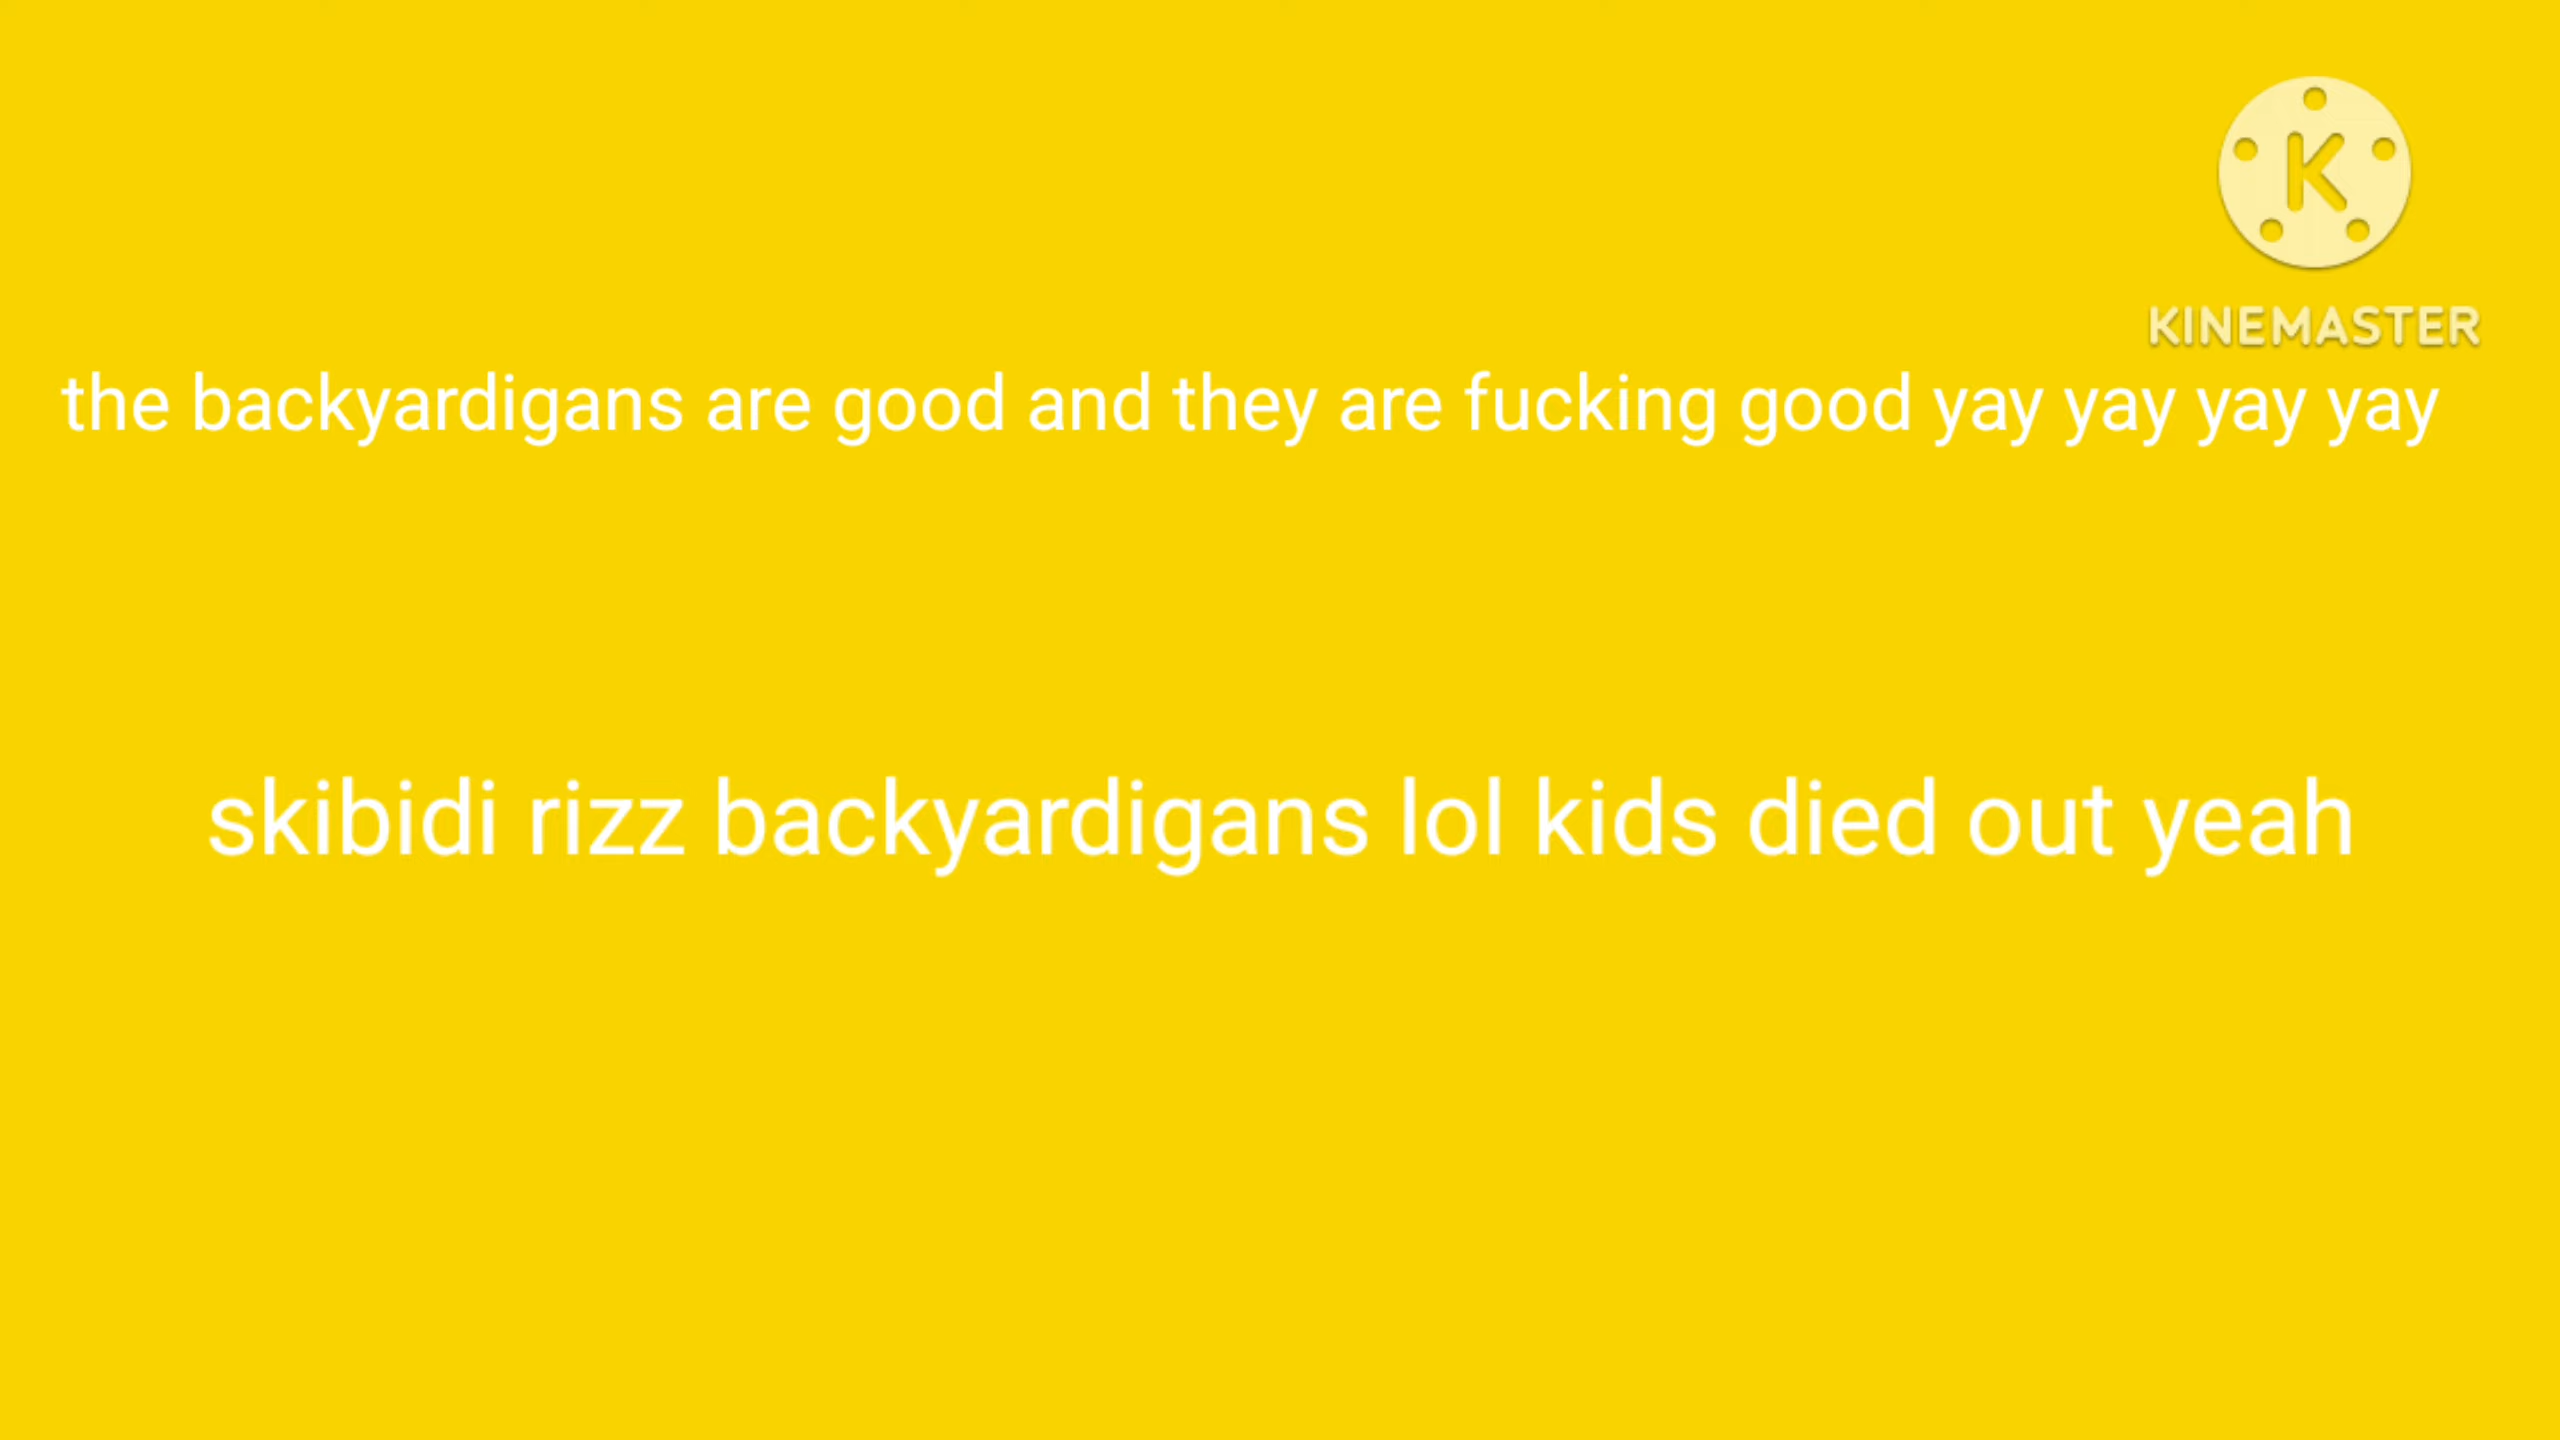 K
KINEMASTER
the backyardigans are good and they are fucking good yay yay yay yay
skibidi rizz backyardigans lol kids died out yeah